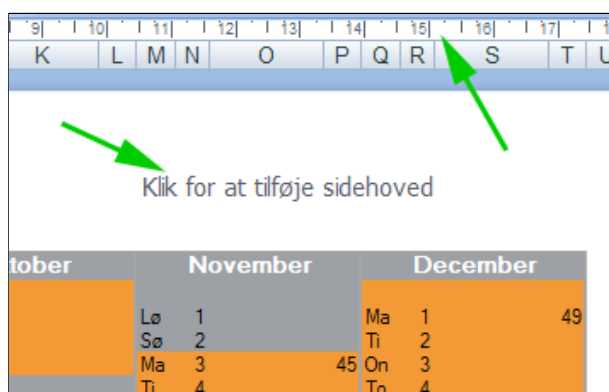 9 10 11 12 13 14 15 16 17
K L M N O P Q R S T
Klik for at tilføje sidehoved
tober November December
Lø 1 Ma 1 49
Sø 2 Ti 2
Ma 3 45 On 3
Ti 4 To 4